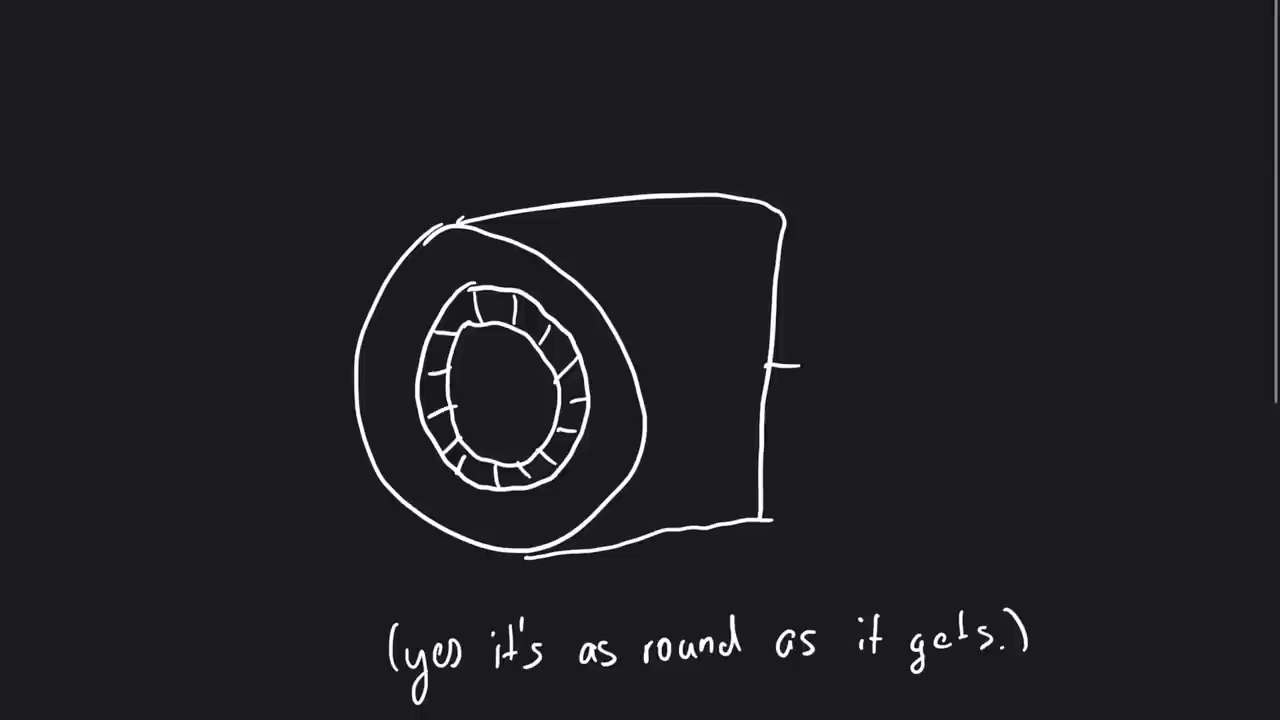 (yes it's as round as it gets.)